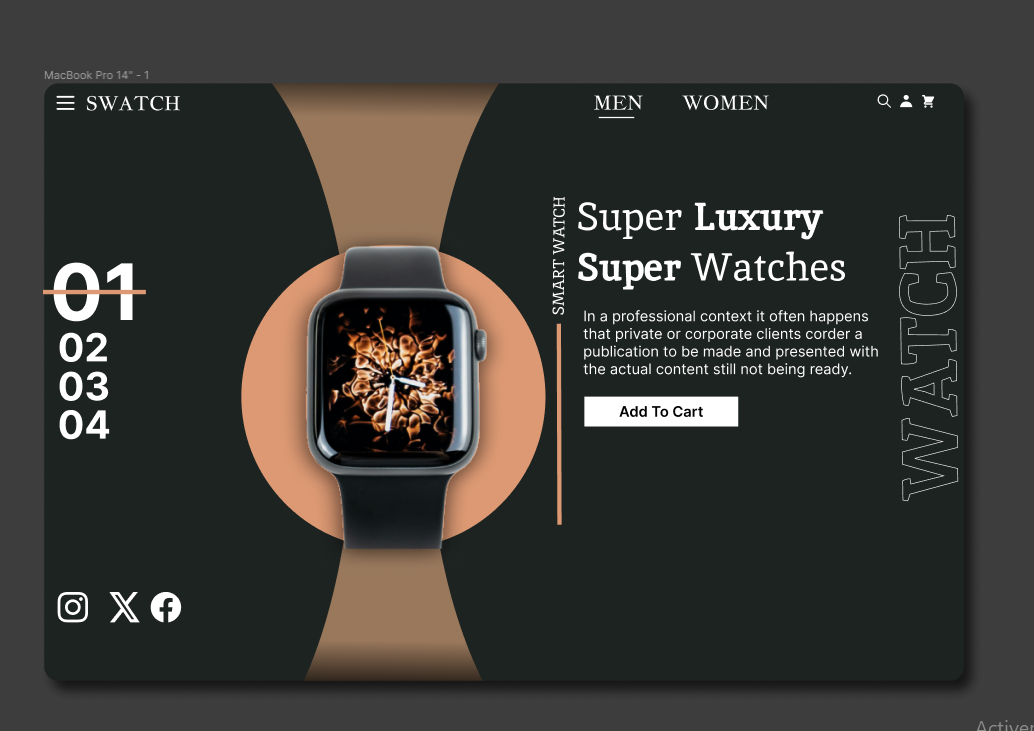 MacBook Pro 14" - 1
SWATCH
MEN
WOMEN
SMART WATCH
Super Luxury
Super Watches
In a professional context it often happens
that private or corporate clients corder a
publication to be made and presented with
the actual content still not being ready.
Add To Cart
WATCH
01
02
03
04